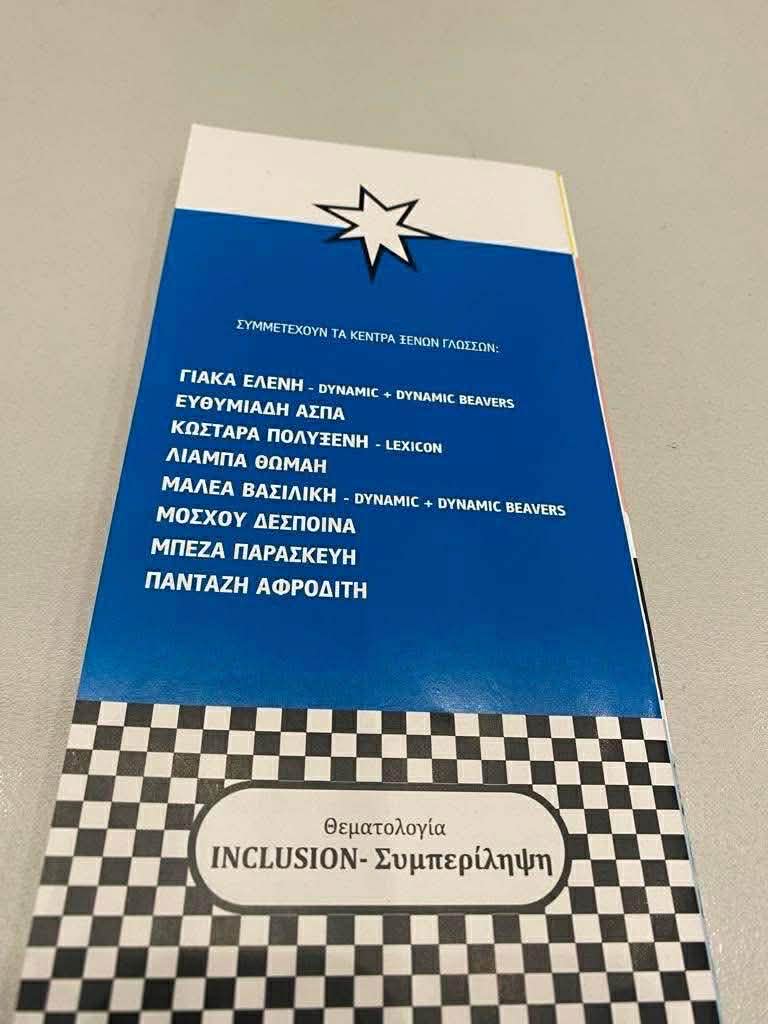 ΣΥΜΜΕΤΕΧΟΥΝ ΤΑ ΚΕΝΤΡΑ ΞΕΝΩΝ ΓΛΩΣΣΩΝ:
ΓΙΑΚΑ ΕΛΕΝΗ - DYNAMIC + DYNAMIC BEAVERS
ΕΥΘΥΜΙΑΔΗ ΑΣΠΑ
ΚΩΣΤΑΡΑ ΠΟΛΥΞΕΝΗ - LEXICON
ΛΙΑΜΠΑ ΘΩΜΑΗ
ΜΑΛΕΑ ΒΑΣΙΛΙΚΗ - DYNAMIC + DYNAMIC BEAVERS
ΜΟΣΧΟΥ ΔΕΣΠΟΙΝΑ
ΜΠΕΖΑ ΠΑΡΑΣΚΕΥΗ
ΠΑΝΤΑΖΗ ΑΦΡΟΔΙΤΗ
Θεματολογία
INCLUSION- Συμπερίληψη